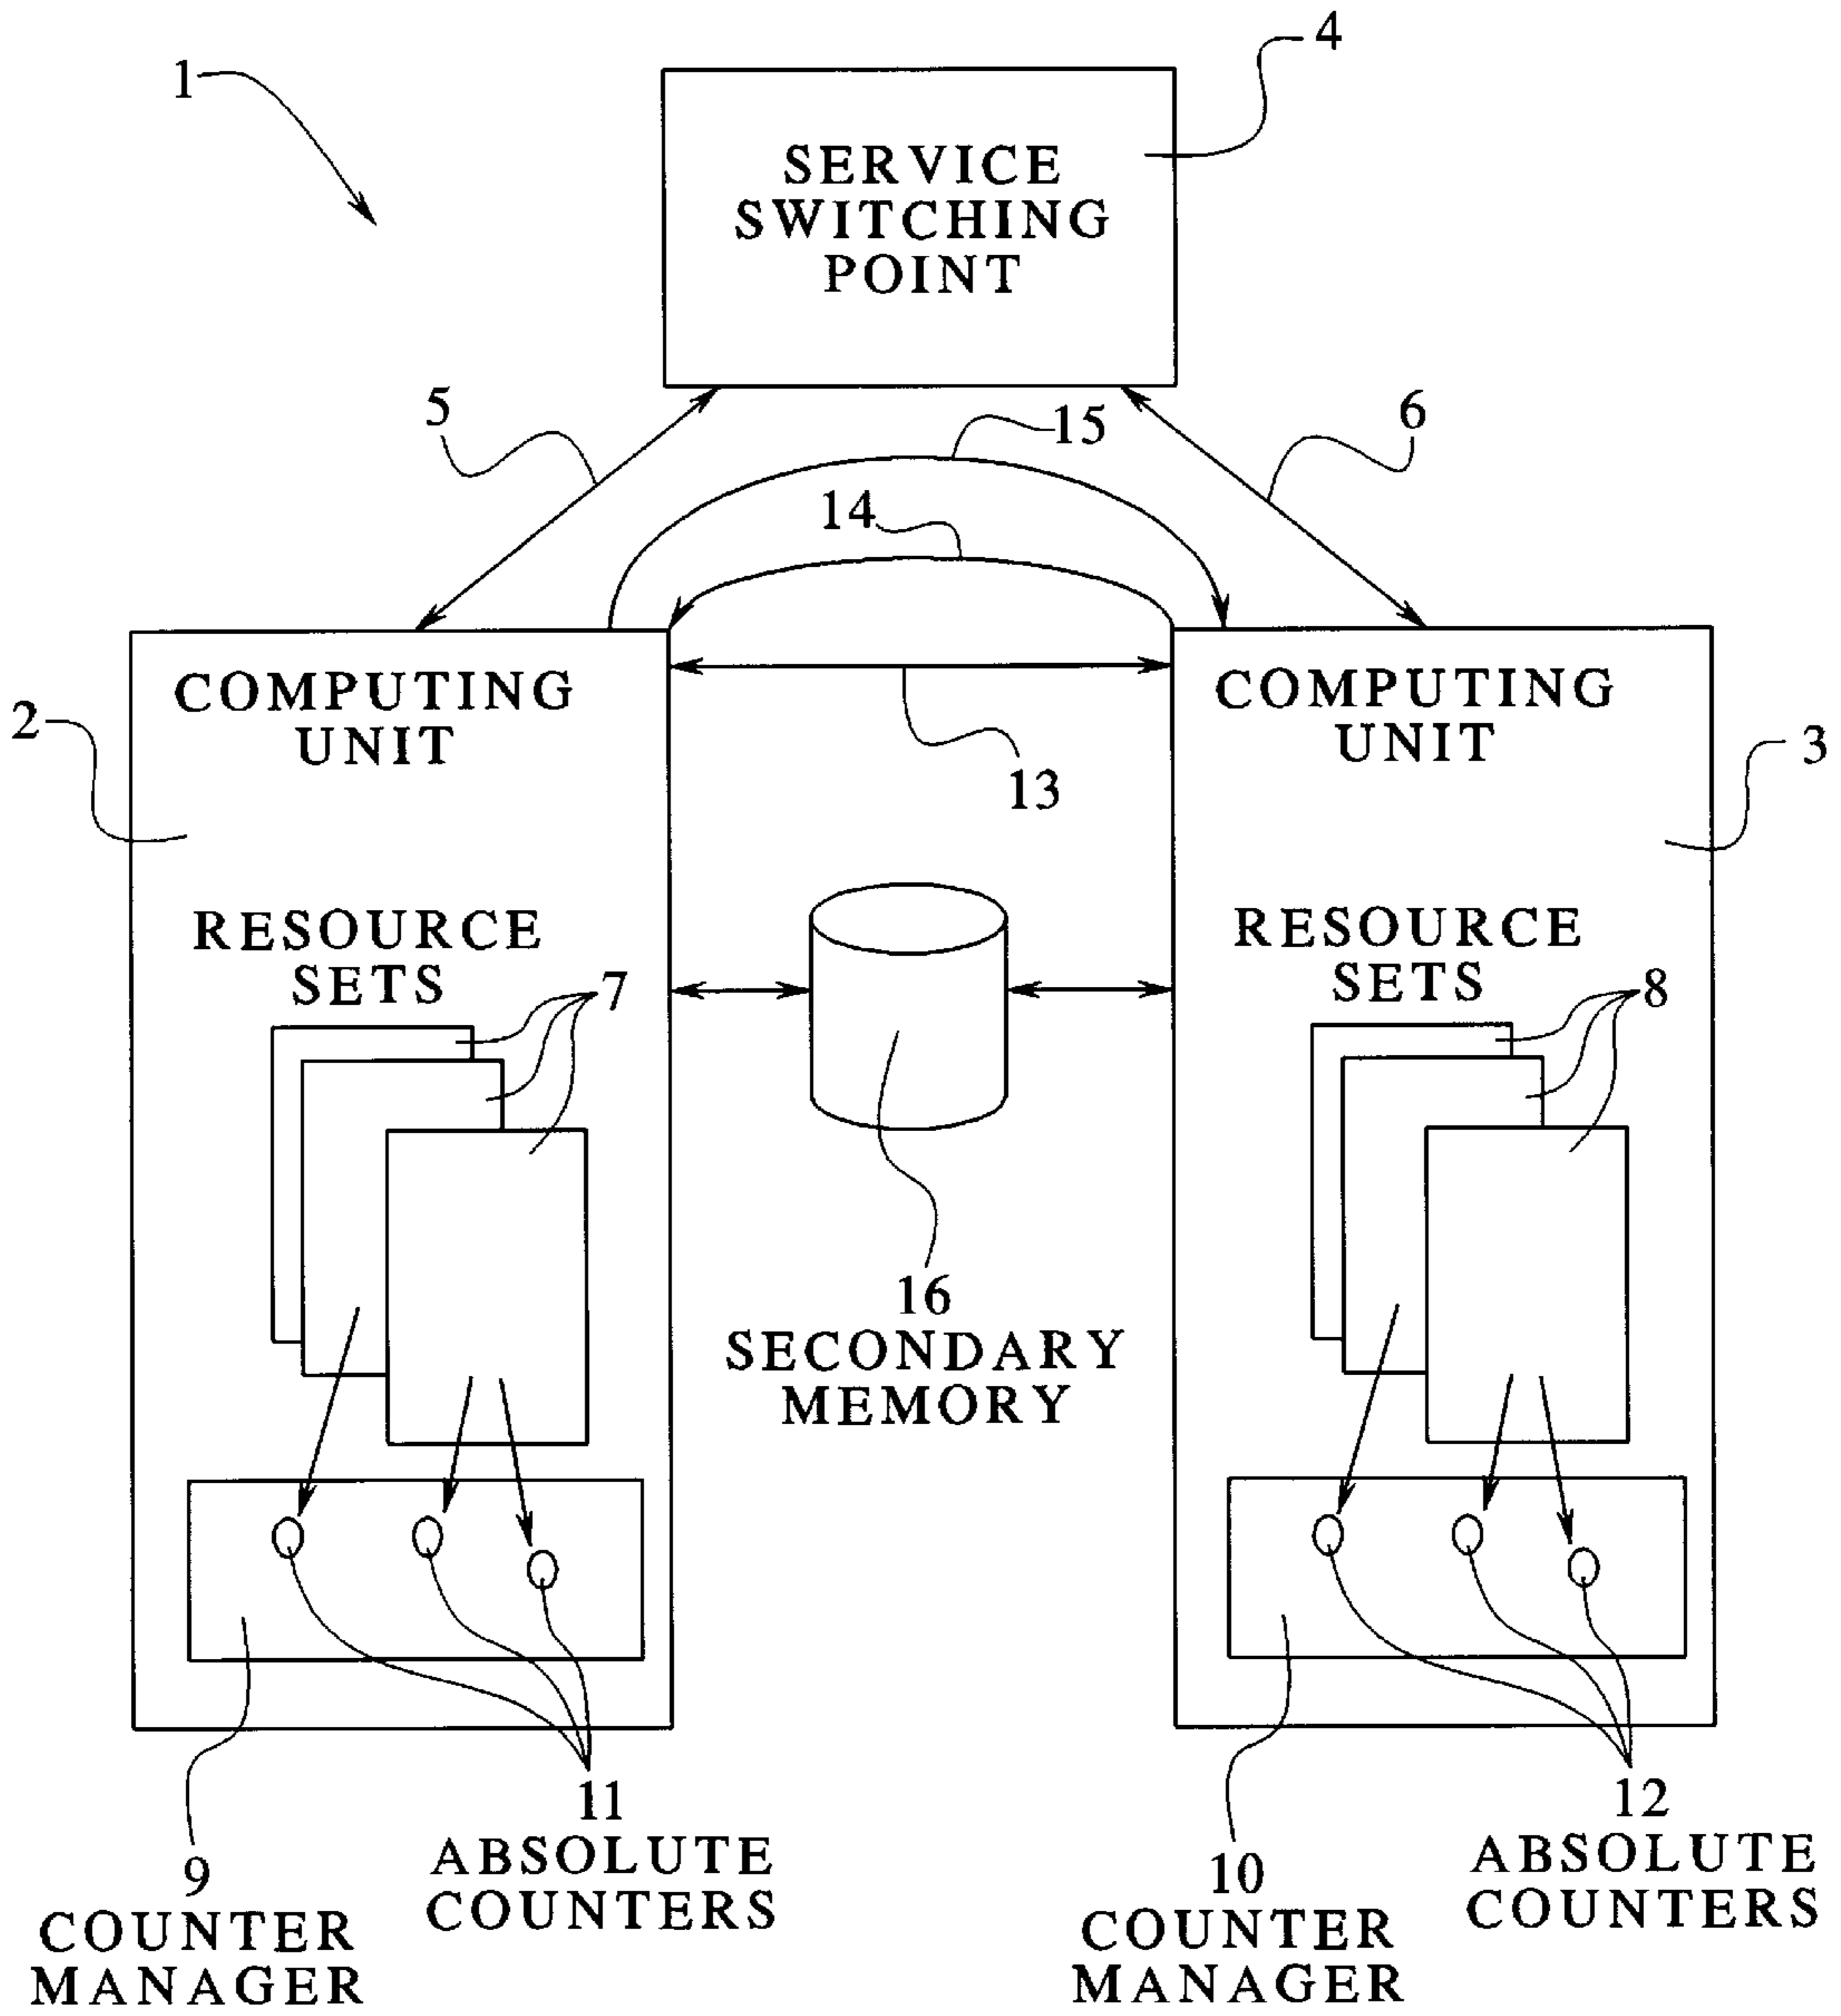 1
4
SERVICE
SWITCHING
POINT
5
6
15
14
COMPUTING
UNIT
COMPUTING
UNIT
2
3
13
RESOURCE
SETS
RESOURCE
SETS
7
8
16
SECONDARY
MEMORY
11
ABSOLUTE
COUNTERS
12
ABSOLUTE
COUNTERS
9
COUNTER
MANAGER
10
COUNTER
MANAGER